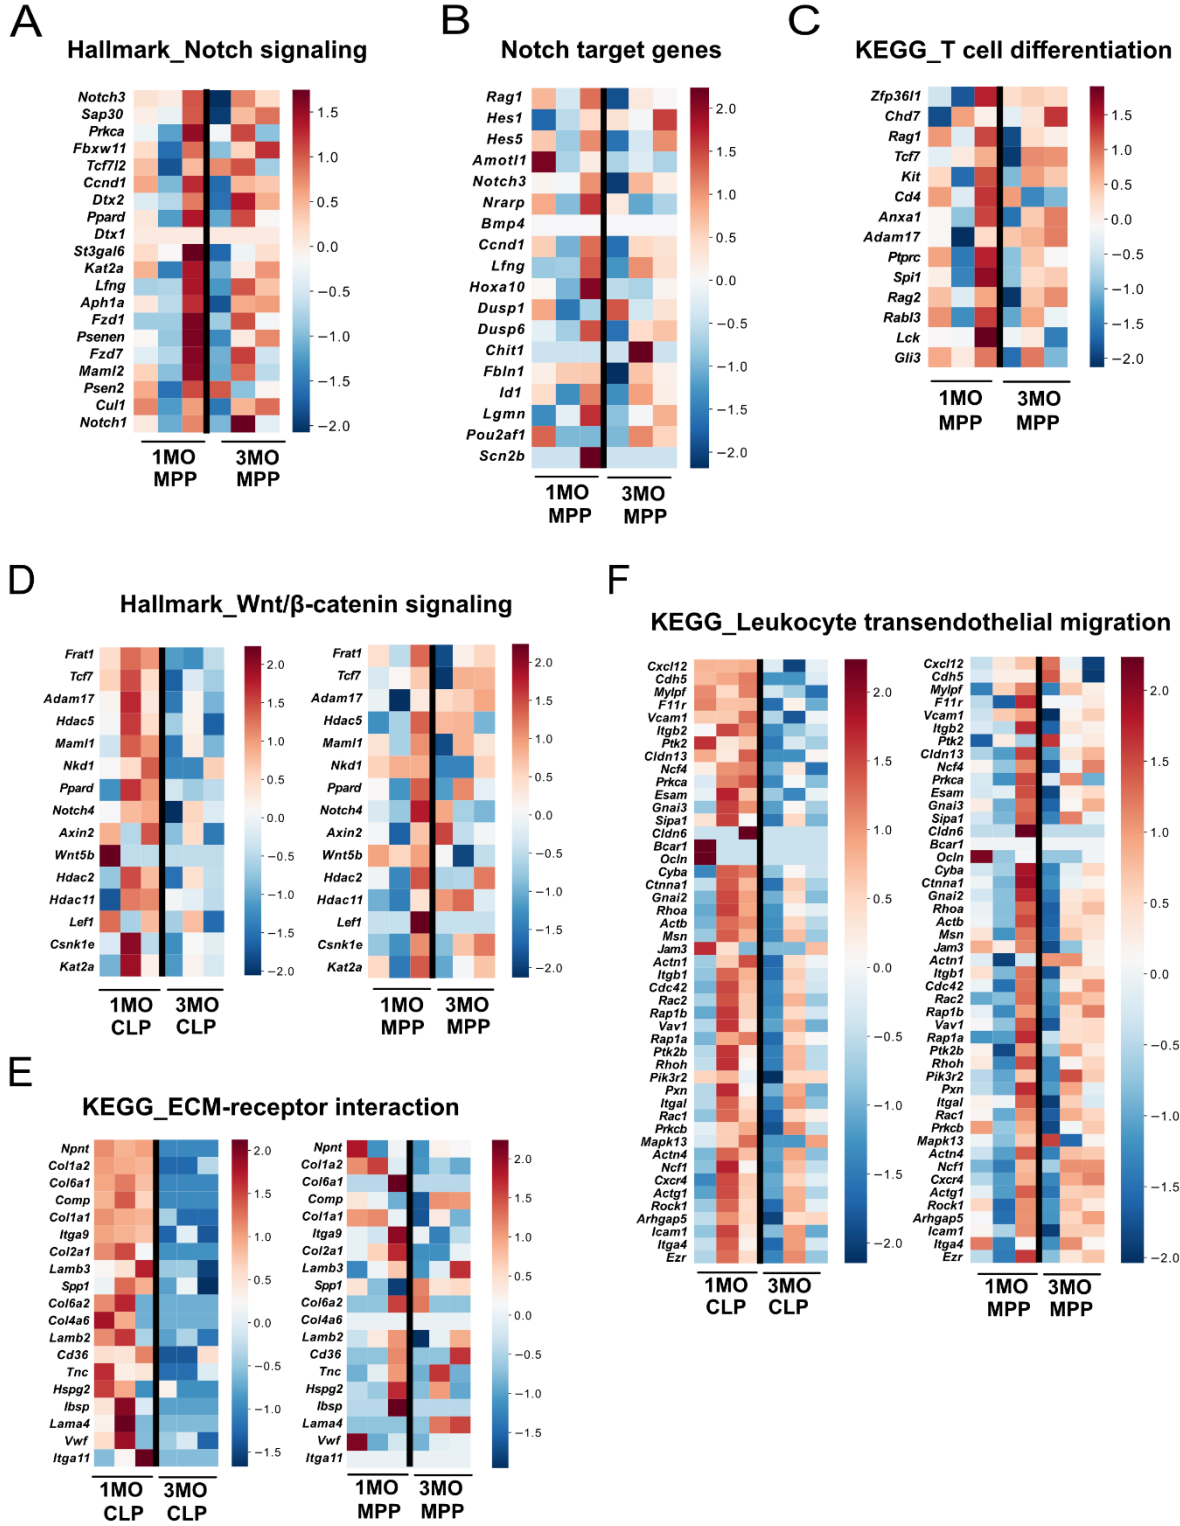 A
Hallmark_Notch signaling
Notch3
Sap30
Prkca
Fbxw11
Tcf7l2
Ccnd1
Dtx2
Ppard
Dtx1
St3gal6
Kat2a
Lfng
Aph1a
Fzd1
Psenen
Fzd7
Maml2
Psen2
Cul1
Notch1
1.5
1.0
0.5
0.0
−0.5
−1.0
−1.5
−2.0
1MO
MPP
3MO
MPP
B
Notch target genes
Rag1
Hes1
Hes5
Amotl1
Notch3
Nrarp
Bmp4
Ccnd1
Lfng
Hoxa10
Dusp1
Dusp6
Chit1
Fbln1
Id1
Lgmn
Pou2af1
Scn2b
2.0
1.5
1.0
0.5
0.0
−0.5
−1.0
−1.5
−2.0
1MO
MPP
3MO
MPP
C
KEGG_T cell differentiation
Zfp36l1
Chd7
Rag1
Tcf7
Kit
Cd4
Anxa1
Adam17
Ptprc
Spi1
Rag2
Rabl3
Lck
Gli3
1.5
1.0
0.5
0.0
−0.5
−1.0
−1.5
−2.0
1MO
MPP
3MO
MPP
D
Hallmark_Wnt/β-catenin signaling
Frat1
Tcf7
Adam17
Hdac5
Maml1
Nkd1
Ppard
Notch4
Axin2
Wnt5b
Hdac2
Hdac11
Lef1
Csnk1e
Kat2a
2.0
1.5
1.0
0.5
0.0
−0.5
−1.0
−1.5
−2.0
1MO
CLP
3MO
CLP
Frat1
Tcf7
Adam17
Hdac5
Maml1
Nkd1
Ppard
Notch4
Axin2
Wnt5b
Hdac2
Hdac11
Lef1
Csnk1e
Kat2a
2.0
1.5
1.0
0.5
0.0
−0.5
−1.0
−1.5
−2.0
1MO
MPP
3MO
MPP
E
KEGG_ECM-receptor interaction
Npnt
Col1a2
Col6a1
Comp
Col1a1
Itga9
Col2a1
Lamb3
Spp1
Col6a2
Col4a6
Lamb2
Cd36
Tnc
Hspg2
Ibsp
Lama4
Vwf
Itga11
2.0
1.5
1.0
0.5
0.0
−0.5
−1.0
−1.5
1MO
CLP
3MO
CLP
Npnt
Col1a2
Col6a1
Comp
Col1a1
Itga9
Col2a1
Lamb3
Spp1
Col6a2
Col4a6
Lamb2
Cd36
Tnc
Hspg2
Ibsp
Lama4
Vwf
Itga11
2.0
1.5
1.0
0.5
0.0
−0.5
−1.0
−1.5
1MO
MPP
3MO
MPP
F
KEGG_Leukocyte transendothelial migration
Cxcl12
Cdh5
Mylpf
F11r
Vcam1
Itgb2
Ptk2
Cldn13
Ncf4
Prkca
Esam
Gnai3
Sipa1
Cldn6
Bcar1
Ocln
Cyba
Ctnna1
Gnai2
Rhoa
Actb
Msn
Jam3
Actn1
Itgb1
Cdc42
Rac2
Rap1b
Vav1
Rap1a
Ptk2b
Rhoh
Pik3r2
Pxn
Itgal
Rac1
Prkcb
Mapk13
Actn4
Ncf1
Cxcr4
Actg1
Rock1
Arhgap5
Icam1
Itga4
Ezr
2.0
1.5
1.0
0.5
0.0
−0.5
−1.0
−1.5
−2.0
1MO
CLP
3MO
CLP
Cxcl12
Cdh5
Mylpf
F11r
Vcam1
Itgb2
Ptk2
Cldn13
Ncf4
Prkca
Esam
Gnai3
Sipa1
Cldn6
Bcar1
Ocln
Cyba
Ctnna1
Gnai2
Rhoa
Actb
Msn
Jam3
Actn1
Itgb1
Cdc42
Rac2
Rap1b
Vav1
Rap1a
Ptk2b
Rhoh
Pik3r2
Pxn
Itgal
Rac1
Prkcb
Mapk13
Actn4
Ncf1
Cxcr4
Actg1
Rock1
Arhgap5
Icam1
Itga4
Ezr
2.0
1.5
1.0
0.5
0.0
−0.5
−1.0
−1.5
−2.0
1MO
MPP
3MO
MPP